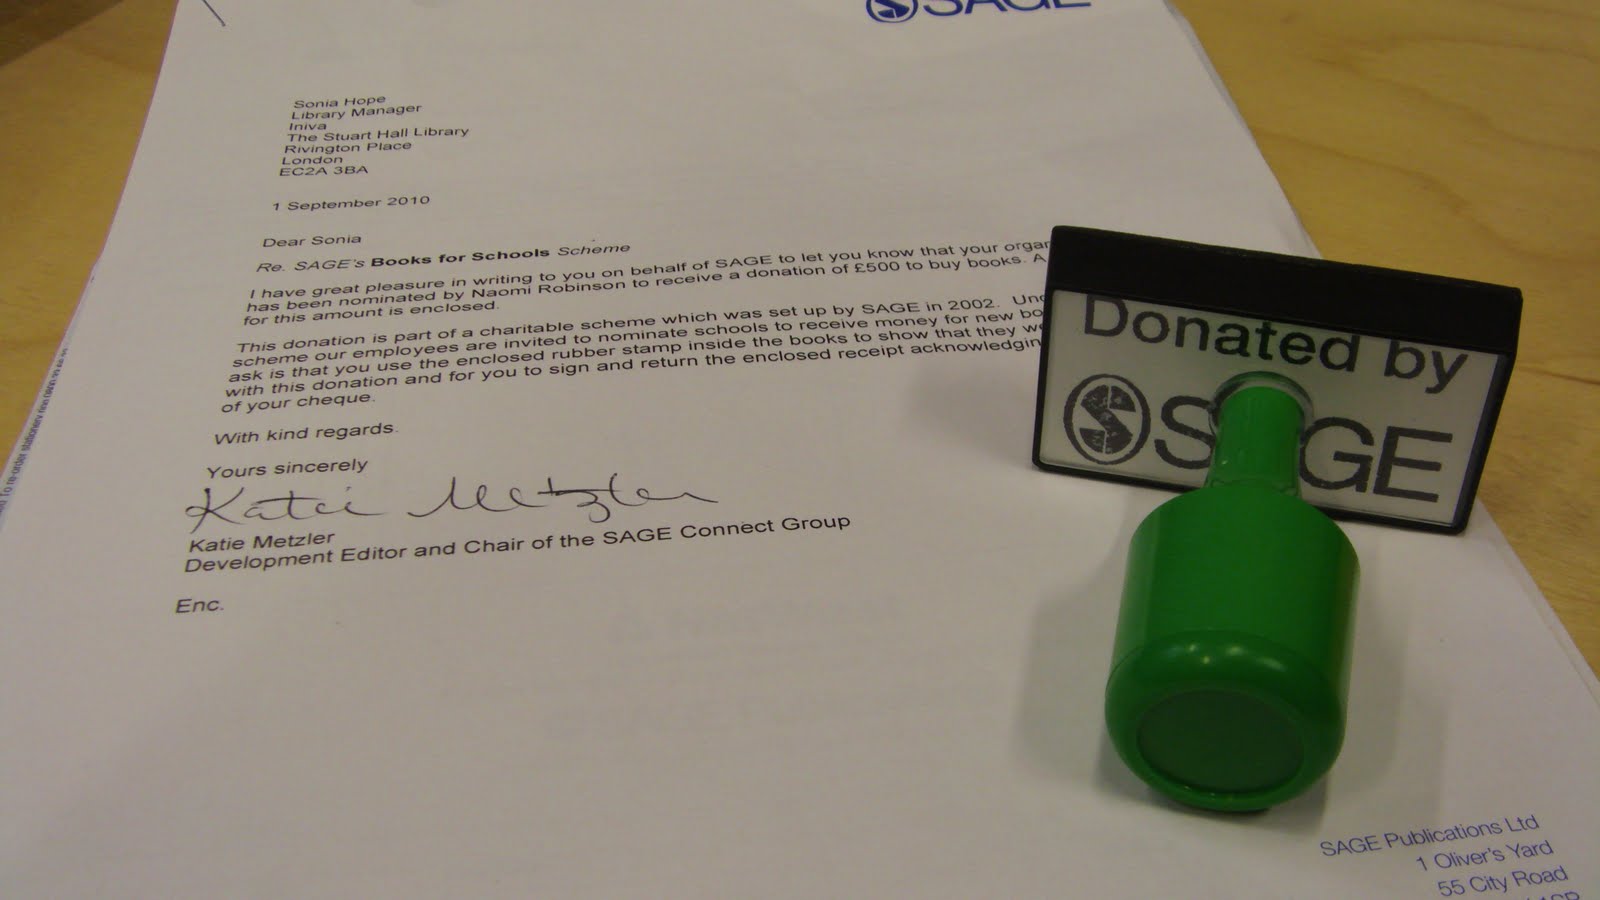 SAGE
Sonia Hope
Library Manager
Iniva
The Stuart Hall Library
Rivington Place
London
EC2A 3BA
1 September 2010
Dear Sonia
Re. SAGE's Books for Schools Scheme
I have great pleasure in writing to you on behalf of SAGE to let you know that your
has been nominated by Naomi Robinson to receive a donation of £500 to buy books. A
for this amount is enclosed.
This donation is part of a charitable scheme which was set up by SAGE in 2002.
scheme our employees are invited to nominate schools to receive money for new
ask is that you use the enclosed rubber stamp inside the books to show that they
with this donation and for you to sign and return the enclosed receipt
of your cheque.
With kind regards.
Yours sincerely
Katie Metzler
Katie Metzler
Development Editor and Chair of the SAGE Connect Group
Enc.
Donated by
SAGE
SAGE Publications Ltd
1 Oliver's Yard
55 City Road